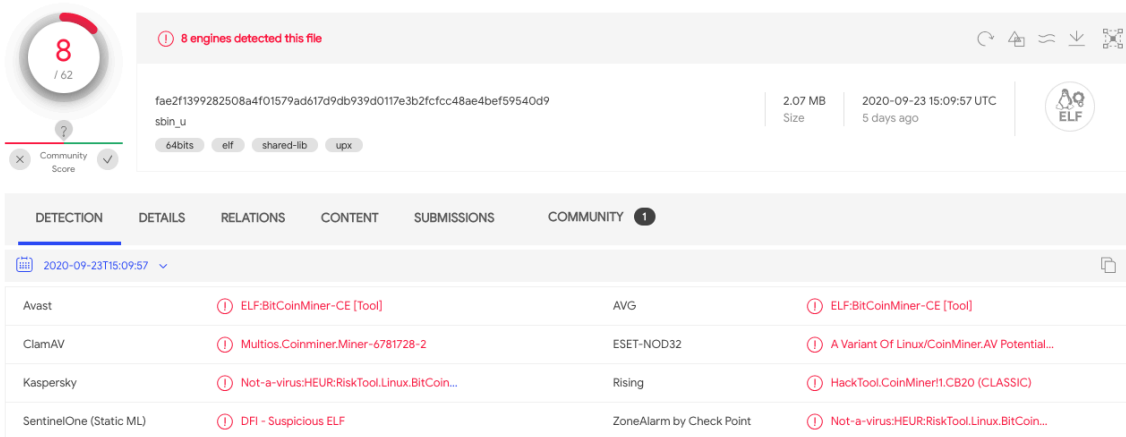 8
/ 62
?
Community
Score
8 engines detected this file
fae2f1399282508a4f01579ad617d9db939d0117e3b2fcfcc48ae4bef59540d9
sbin_u
64bits elf shared-lib upx
2.07 MB
Size
2020-09-23 15:09:57 UTC
5 days ago
ELF
DETECTION DETAILS RELATIONS CONTENT SUBMISSIONS COMMUNITY 1
2020-09-23T15:09:57
Avast ELF:BitCoinMiner-CE [Tool] AVG ELF:BitCoinMiner-CE [Tool]
ClamAV Multios.Coinminer.Miner-6781728-2 ESET-NOD32 A Variant Of Linux/CoinMiner.AV Potential...
Kaspersky Not-a-virus:HEUR:RiskTool.Linux.BitCoin... Rising HackTool.CoinMiner!1.CB20 (CLASSIC)
SentinelOne (Static ML) DFI - Suspicious ELF ZoneAlarm by Check Point Not-a-virus:HEUR:RiskTool.Linux.BitCoin...